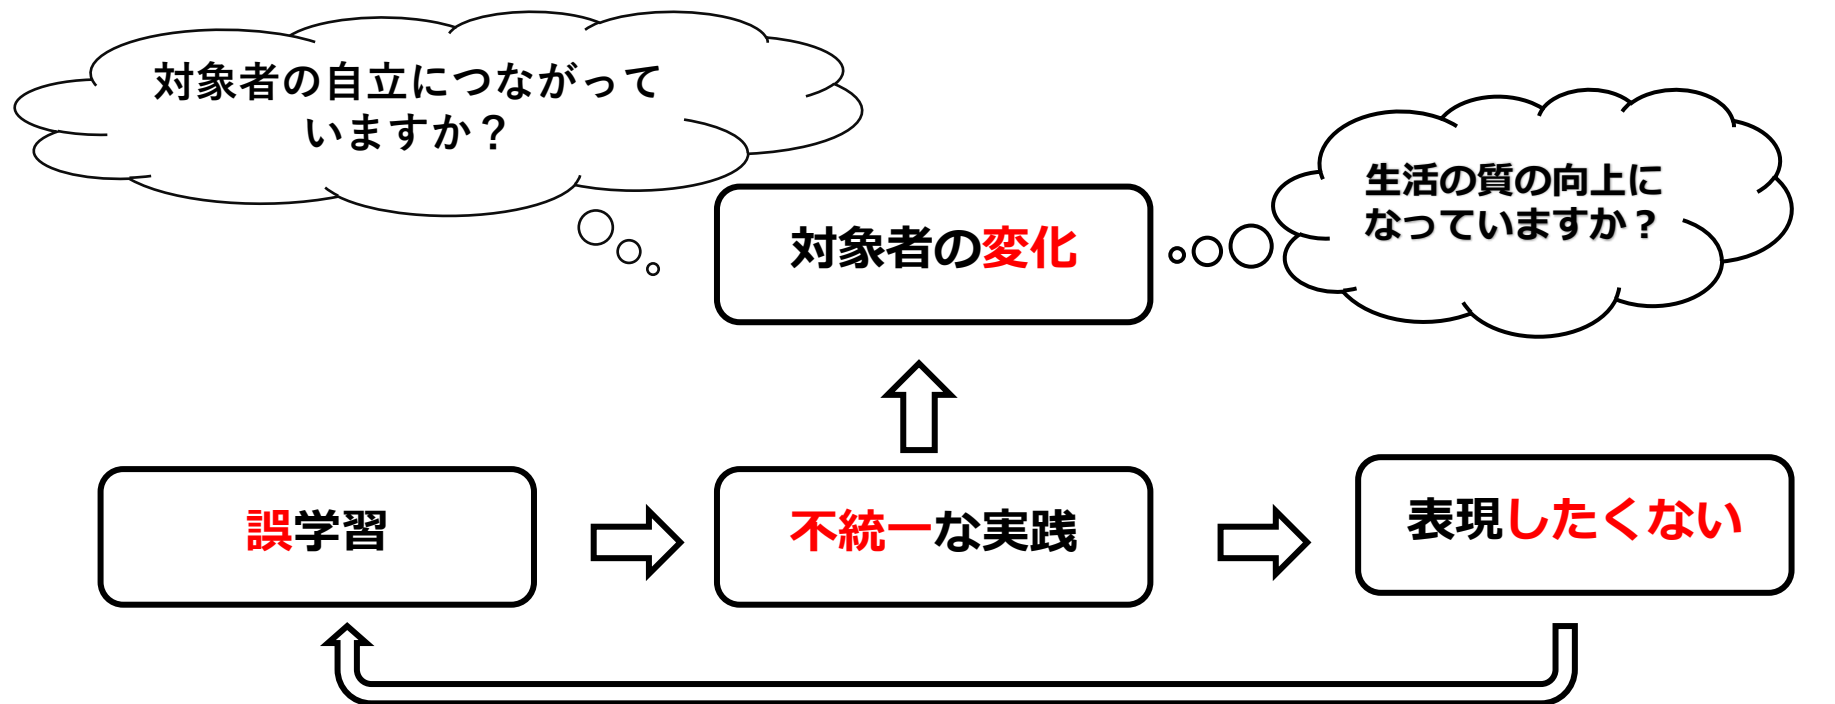 対象者の自立につながって
いますか？
生活の質の向上に
なっていますか？
対象者の変化
誤学習
不統一な実践
表現したくない